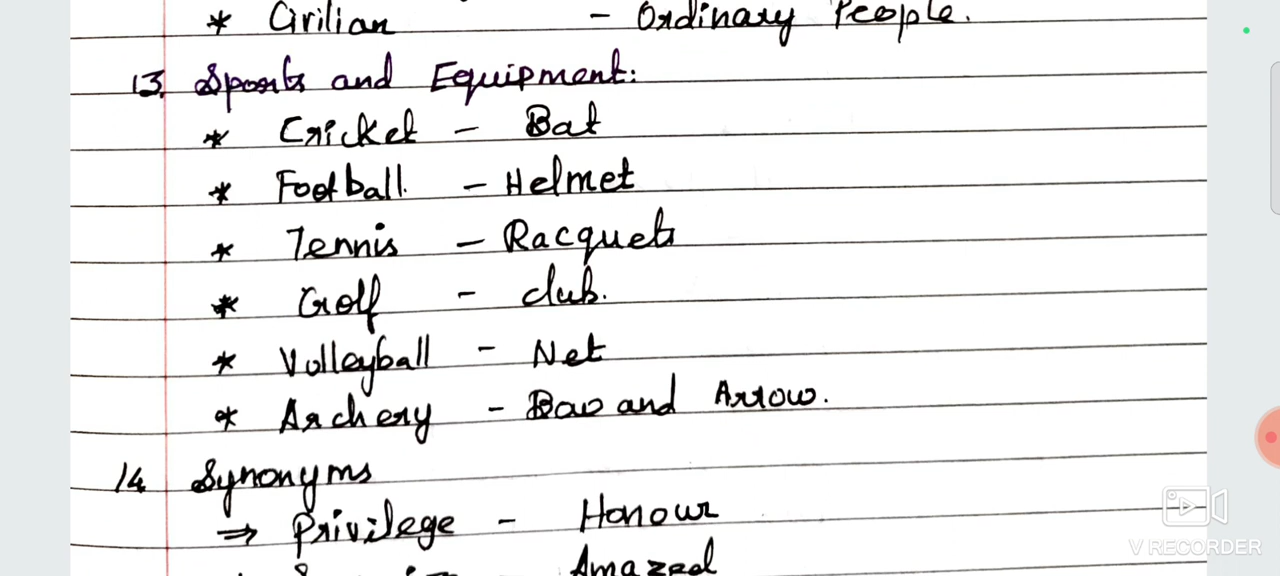 * Civilian - Ordinary People.
13. Sports and Equipment:
* Cricket - Bat
* Football. - Helmet
* Tennis - Racquets
* Golf - club.
* Volleyball - Net
* Archery - Bow and Arrow.
14 Synonyms
⇒ Privilege - Honour
Amazed
V RECORDER